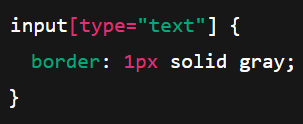 input[type="text"] {
  border: 1px solid gray;
}